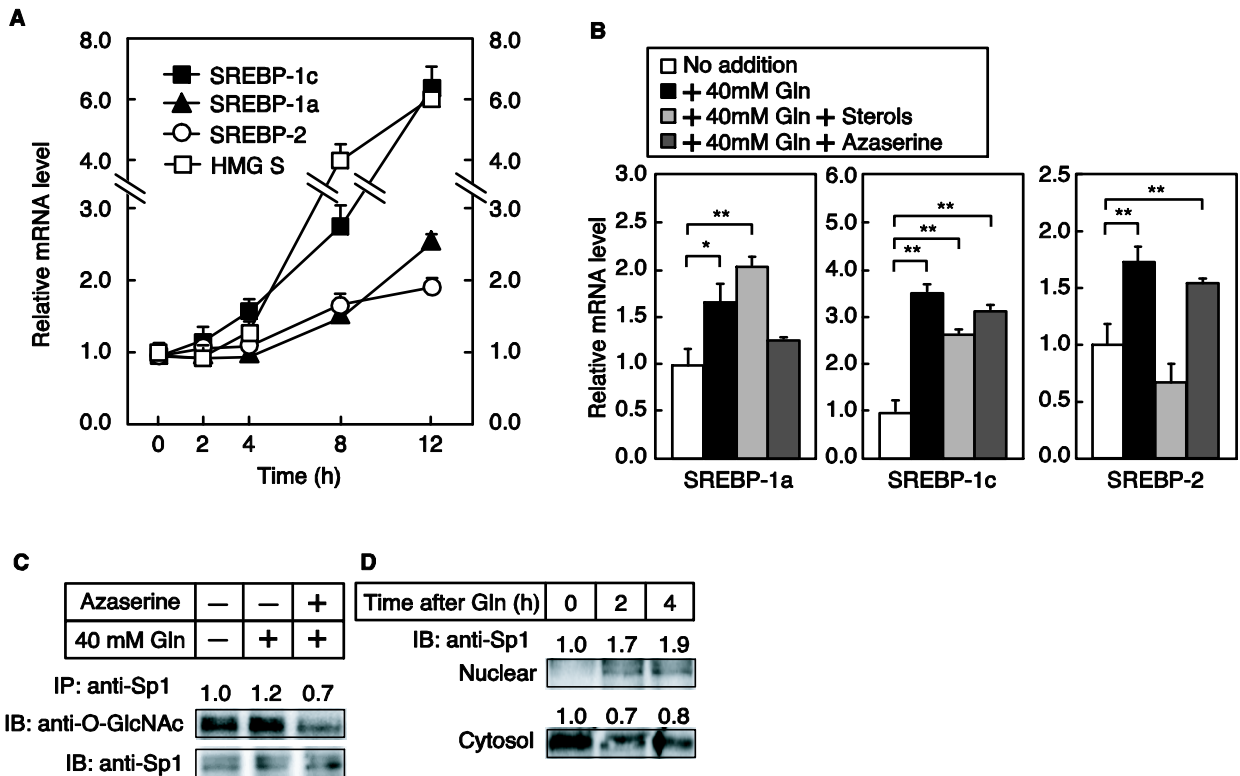 A
8.0
6.0
4.0
3.0
2.0
1.0
0.0
8.0
6.0
4.0
3.0
2.0
1.0
0.0
Relative mRNA level
SREBP-1c
SREBP-1a
SREBP-2
HMG S
0 2 4 8 12
Time (h)
B
No addition
+ 40mM Gln
+ 40mM Gln + Sterols
+ 40mM Gln + Azaserine
Relative mRNA level
3.0
2.5
2.0
1.5
1.0
0.5
0.0
**
*
SREBP-1a
6.0
5.0
4.0
3.0
2.0
1.0
0.0
**
**
**
SREBP-1c
2.5
2.0
1.5
1.0
0.5
0.0
**
**
SREBP-2
C
Azaserine − − +
40 mM Gln − + +
IP: anti-Sp1 1.0 1.2 0.7
IB: anti-O-GlcNAc
IB: anti-Sp1
D
Time after Gln (h) 0 2 4
IB: anti-Sp1 1.0 1.7 1.9
Nuclear
1.0 0.7 0.8
Cytosol